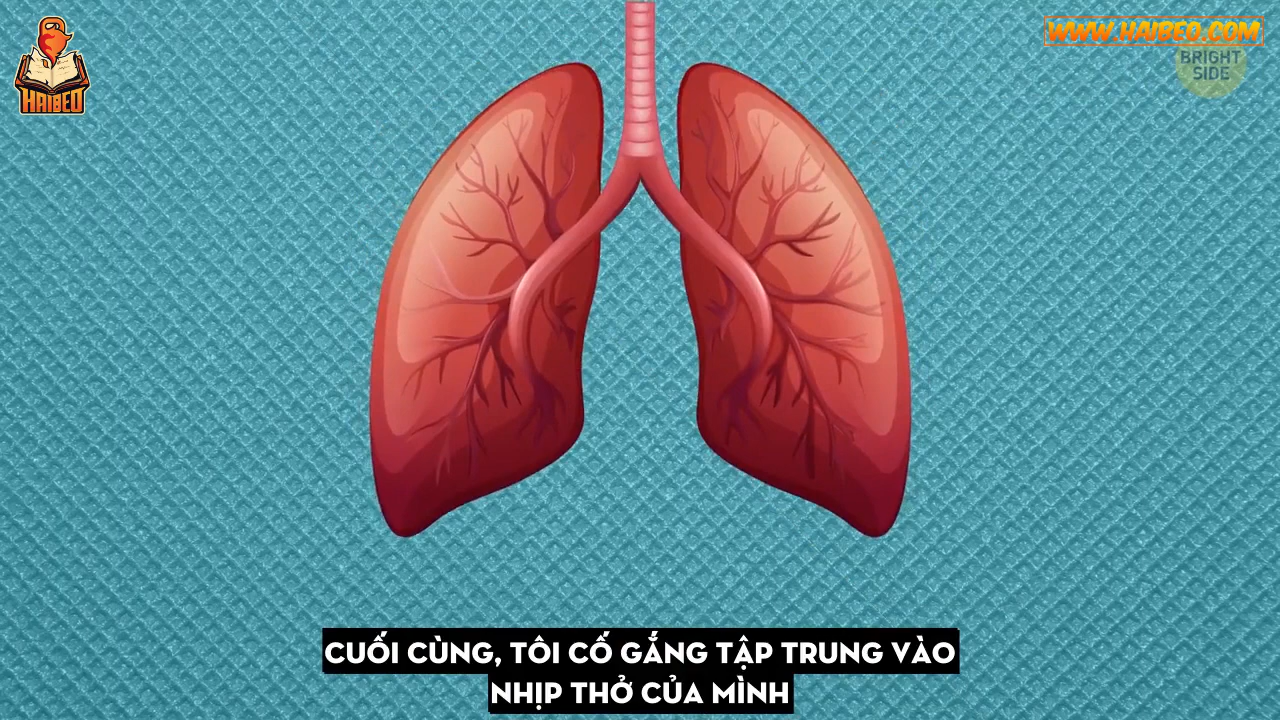 HAIBEO
WWW.HAIBEO.COM
BRIGHT
SIDE
CUỐI CÙNG, TÔI CỐ GẮNG TẬP TRUNG VÀO
NHỊP THỞ CỦA MÌNH